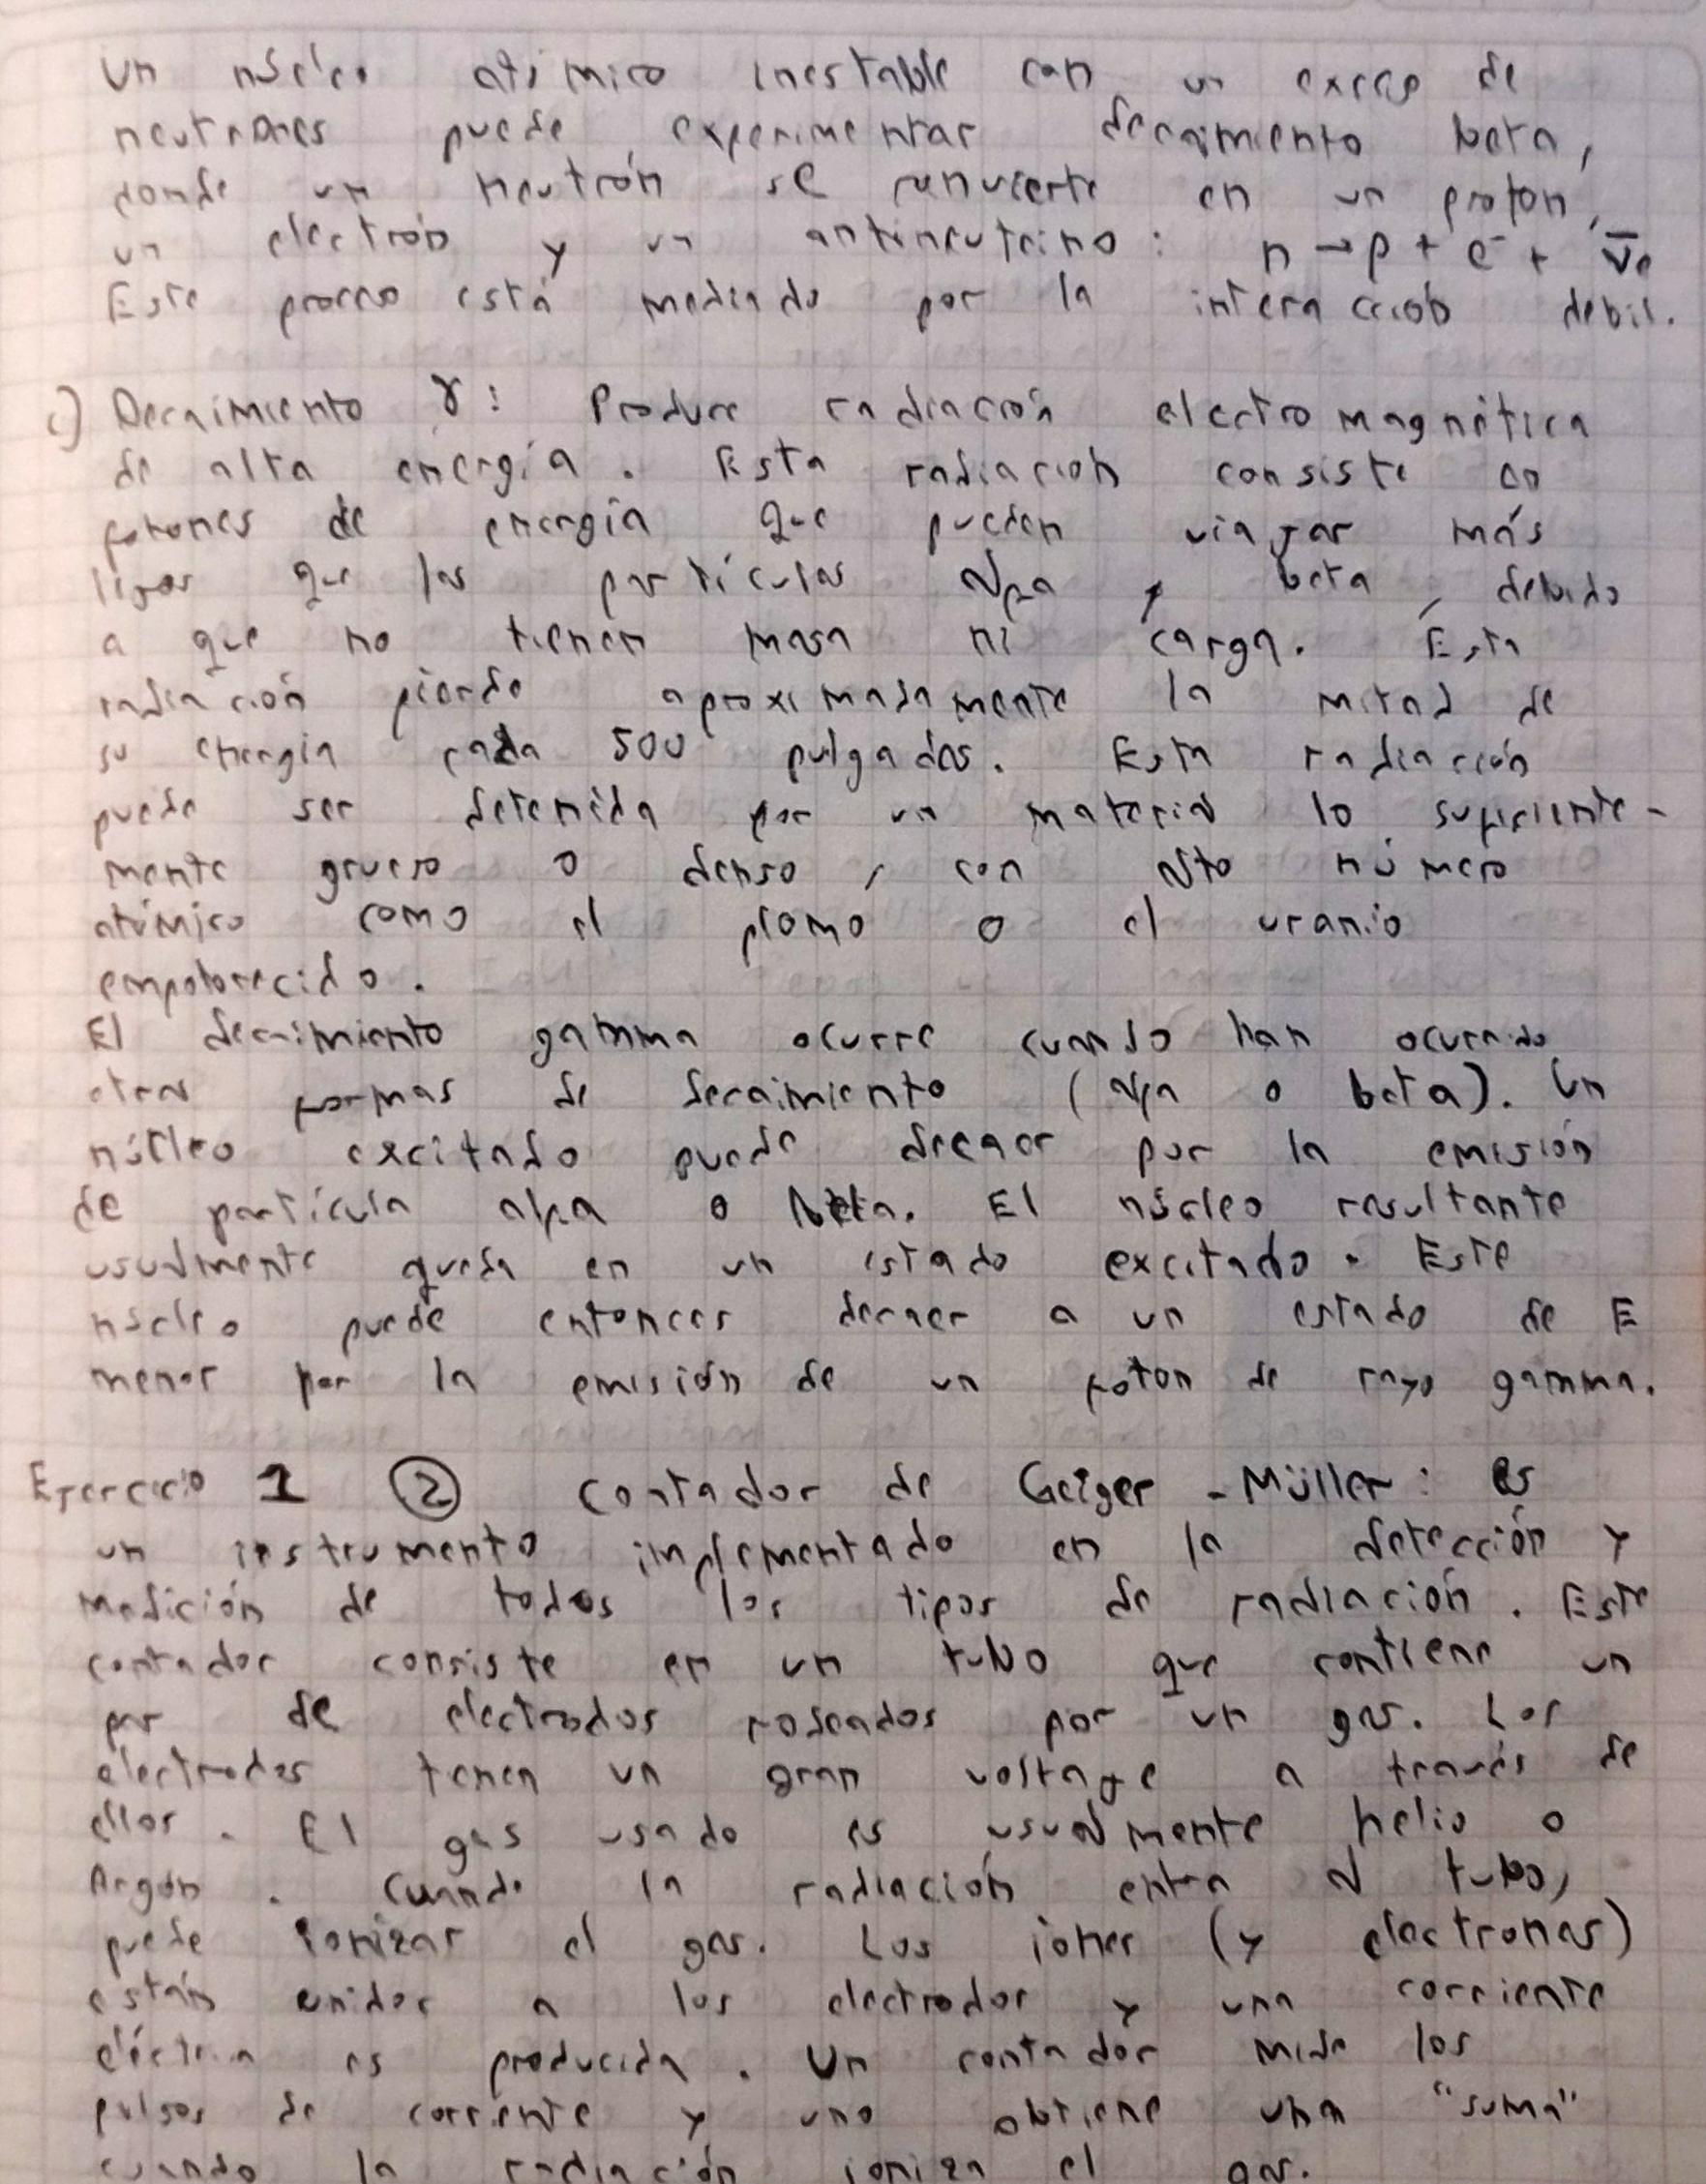 un núcleo atómico inestable con un exceso de
neutrones puede experimentar decaimiento beta,
donde un neutrón se convierte en un proton,
un electrón y un antineutrino: n → p + e⁻ + ν̄e
Este proceso está mediado por la interacción debil.
c) Decaimiento γ: Produce radiación electromagnética
de alta energía. Esta radiación consiste en
fotones de energía que pueden viajar más
lejos que las partículas alfa y beta, debido
a que no tienen masa ni carga. Esta
radiación pierde aproximadamente la mitad de
su energía cada 500 pulgadas. Esta radiación
puede ser detenida por un material lo suficiente-
mente grueso o denso, con alto número
atómico como el plomo o el uranio
empobrecido.
El decaimiento gamma ocurre cuando han ocurrido
otras formas de decaimiento (alfa o beta). Un
núcleo excitado puede decaer por la emisión
de partícula alfa o beta. El núcleo resultante
usualmente queda en un estado excitado. Este
núcleo puede entonces decaer a un estado de E
menor por la emisión de un foton de rayo gamma.
Ejercicio 1 ② Contador de Geiger-Müller: es
un instrumento implementado en la detección y
medición de todos los tipos de radiación. Este
contador consiste en un tubo que contiene un
par de electrodos rodeados por un gas. Los
electrodos tienen un gran voltaje a través de
ellos. El gas usado es usualmente helio o
Argón. Cuando la radiación entra al tubo,
puede ionizar el gas. Los iones (y electrones)
están unidos a los electrodos y una corriente
eléctrica es producida. Un contador mide los
pulsos de corriente y uno obtiene una "suma"
cuando la radiación ioniza el gas.